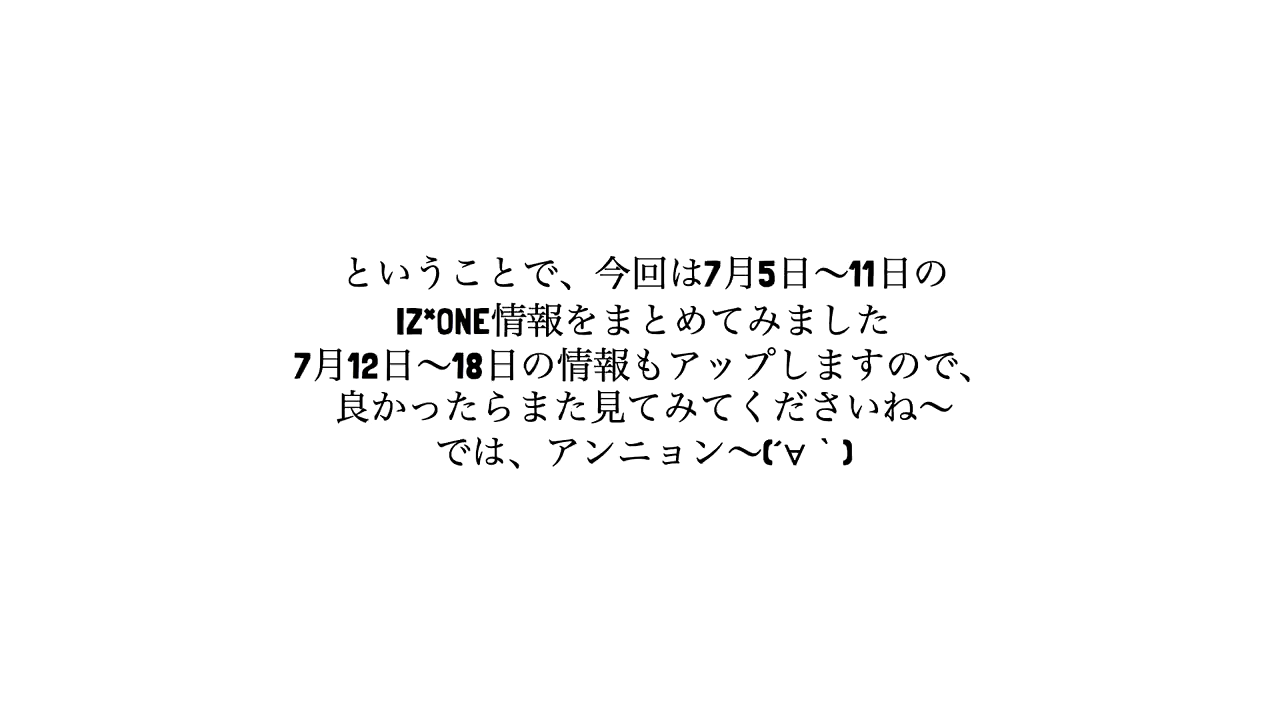 ということで、今回は7月5日〜11日の
IZ*ONE情報をまとめてみました
7月12日〜18日の情報もアップしますので、
良かったらまた見てみてくださいね〜
では、アンニョン〜(´∀｀)